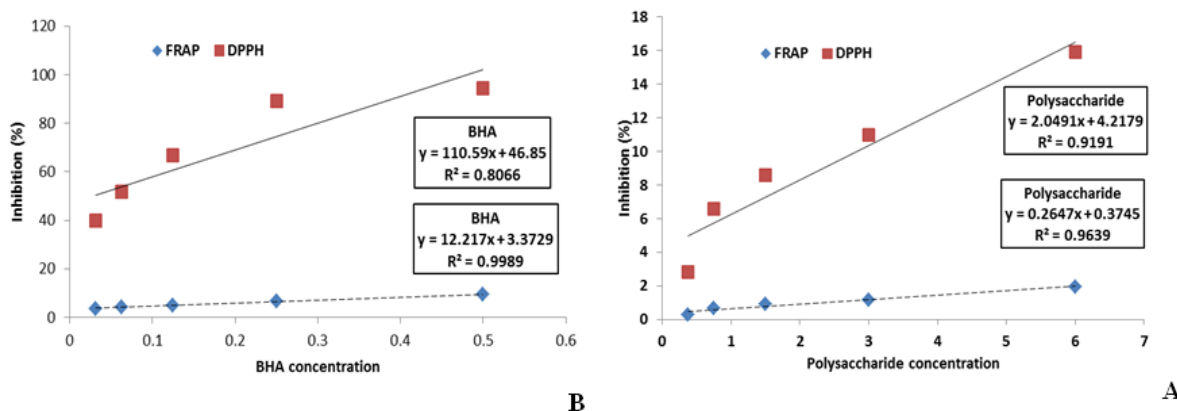 120
100
80
60
40
20
0
Inhibition (%)
FRAP DPPH
BHA
y = 110.59x + 46.85
R² = 0.8066
BHA
y = 12.217x + 3.3729
R² = 0.9989
0 0.1 0.2 0.3 0.4 0.5 0.6
BHA concentration
B
18
16
14
12
10
8
6
4
2
0
Inhibition (%)
FRAP DPPH
Polysaccharide
y = 2.0491x + 4.2179
R² = 0.9191
Polysaccharide
y = 0.2647x + 0.3745
R² = 0.9639
0 1 2 3 4 5 6 7
Polysaccharide concentration
A